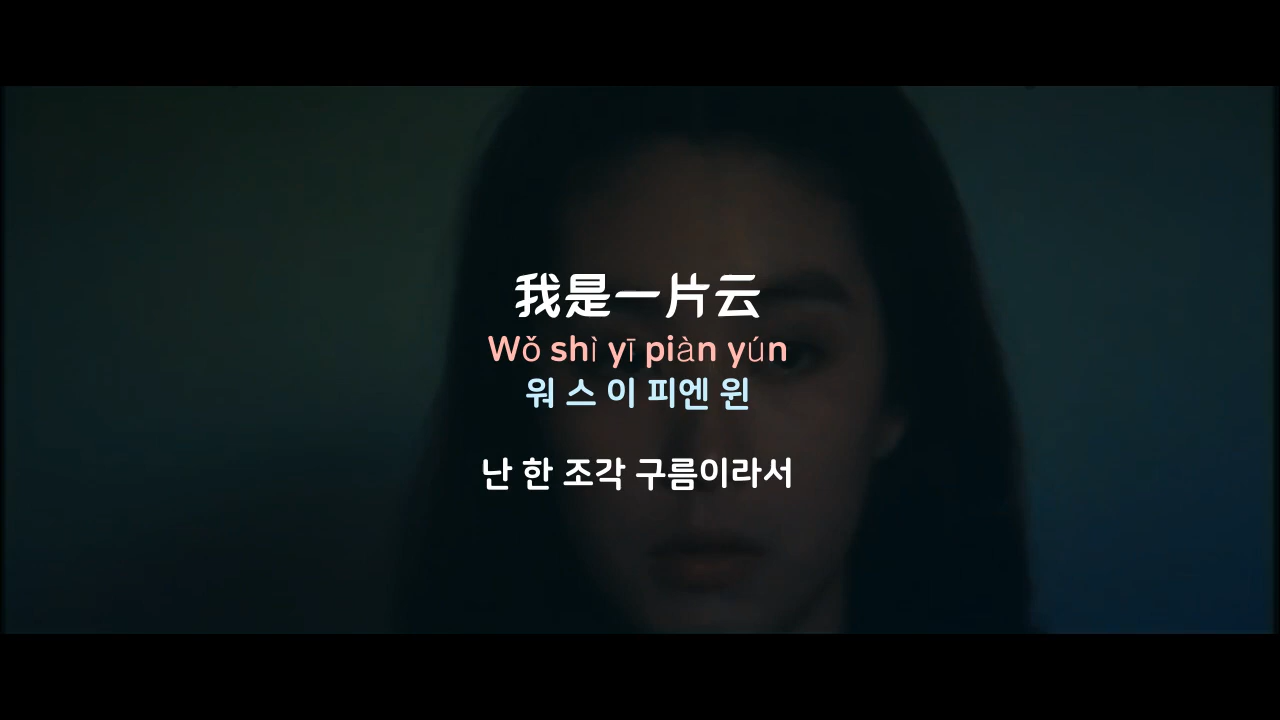 我是一片云
Wǒ shì yī piàn yún
워 스 이 피엔 윈
난 한 조각 구름이라서